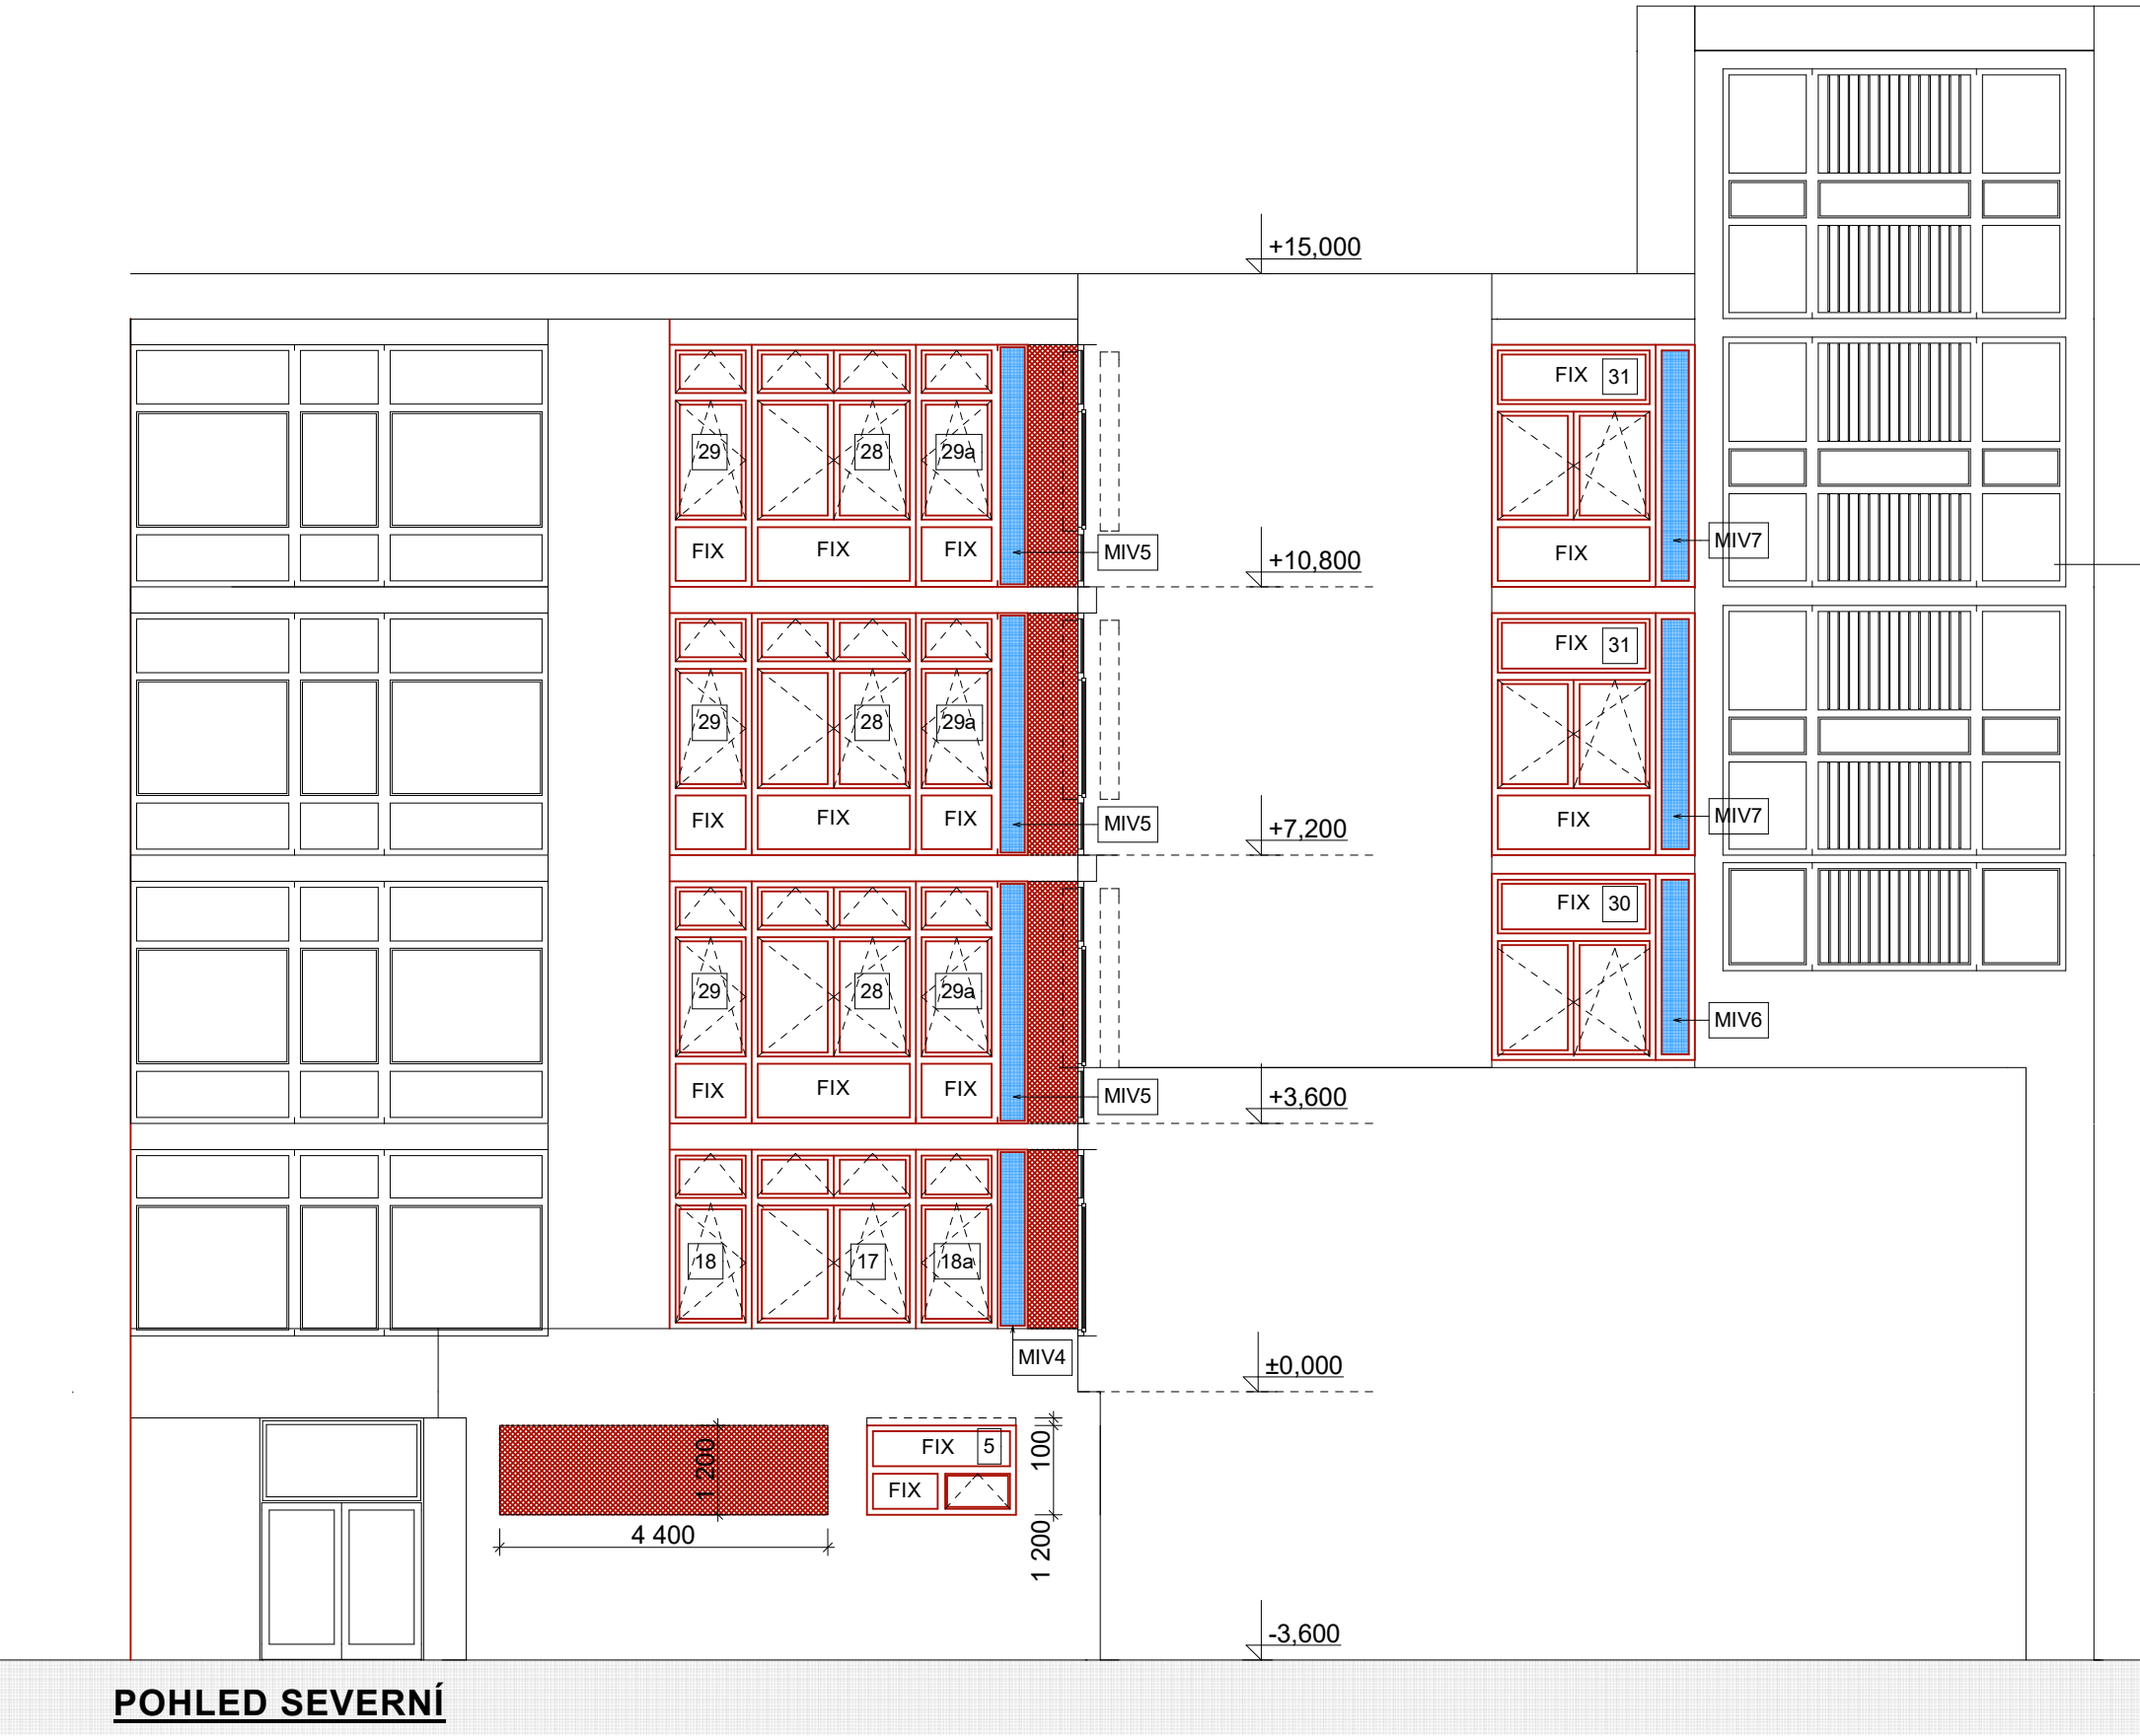 +15,000
FIX 31
29 28 29a
FIX FIX FIX
MIV5
MIV7
FIX
+10,800
FIX 31
29 28 29a
FIX FIX FIX
MIV5
MIV7
FIX
+7,200
FIX 30
29 28 29a
MIV6
FIX FIX FIX
MIV5
+3,600
18 17 18a
MIV4
±0,000
1 200
FIX 5
100
FIX
4 400
1 200
-3,600
POHLED SEVERNÍ